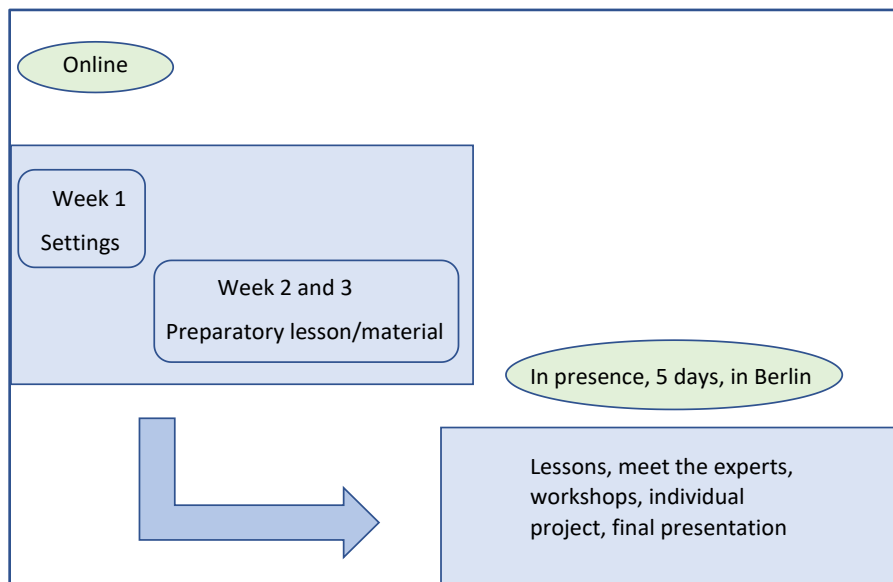 Online
Week 1
Settings
Week 2 and 3
Preparatory lesson/material
In presence, 5 days, in Berlin
Lessons, meet the experts,
workshops, individual
project, final presentation